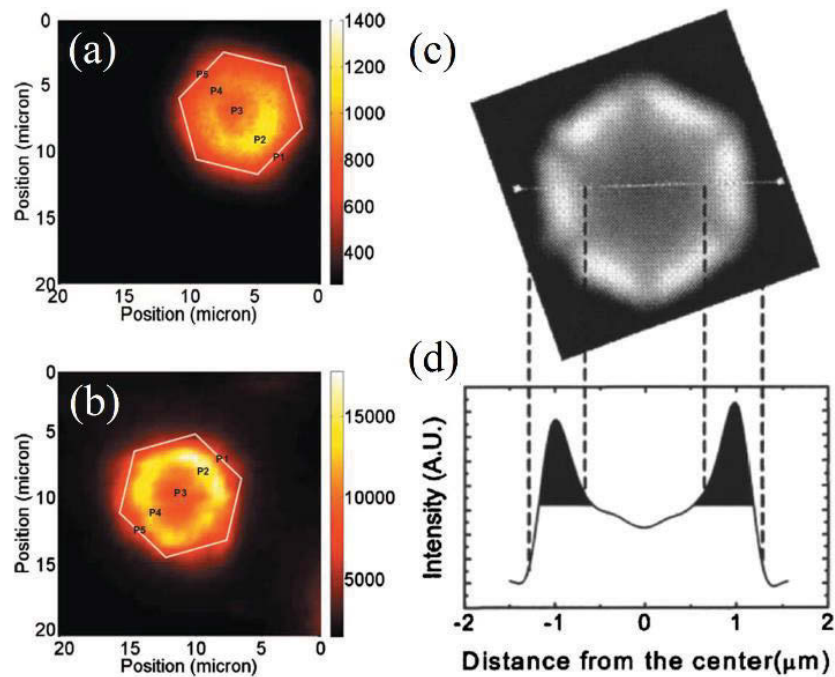 (a)
0
5
10
15
20
Position (micron)
20 15 10 5 0
Position (micron)
P5
P4
P3
P2
P1
1400
1200
1000
800
600
400
(b)
0
5
10
15
20
Position (micron)
20 15 10 5 0
Position (micron)
P1
P2
P3
P4
P5
15000
10000
5000
(c)
(d)
Intensity (A.U.)
-2 -1 0 1 2
Distance from the center(μm)